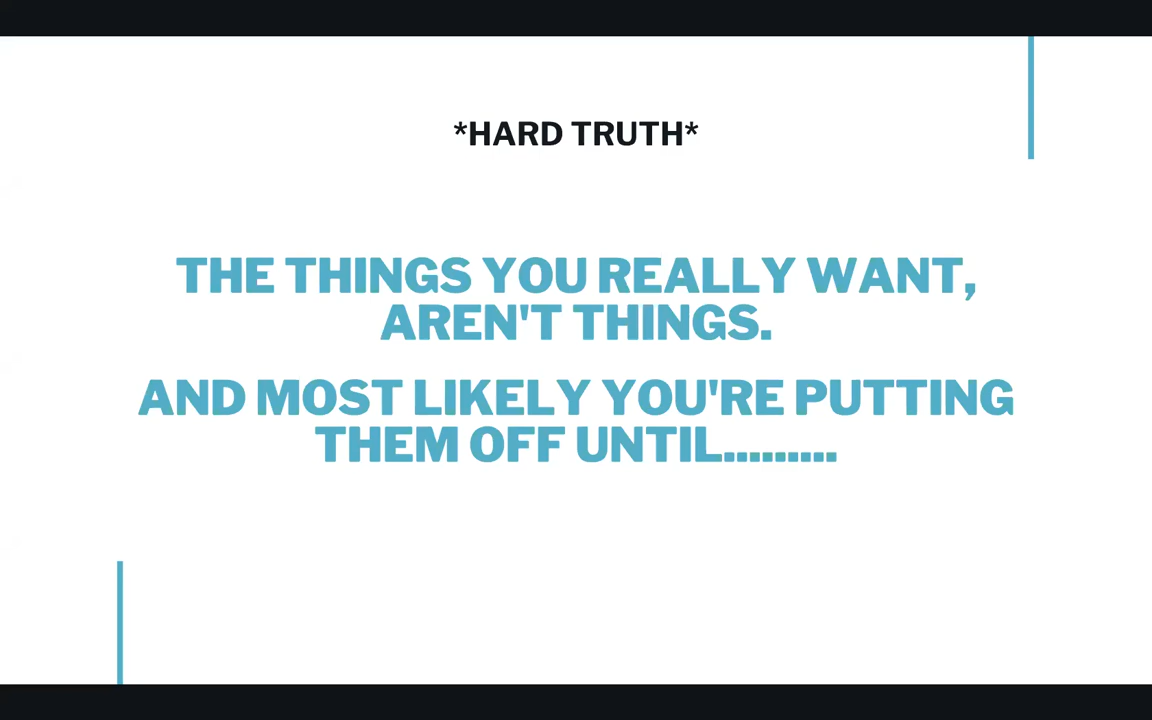 *HARD TRUTH*
THE THINGS YOU REALLY WANT,
AREN'T THINGS.
AND MOST LIKELY YOU'RE PUTTING
THEM OFF UNTIL.........